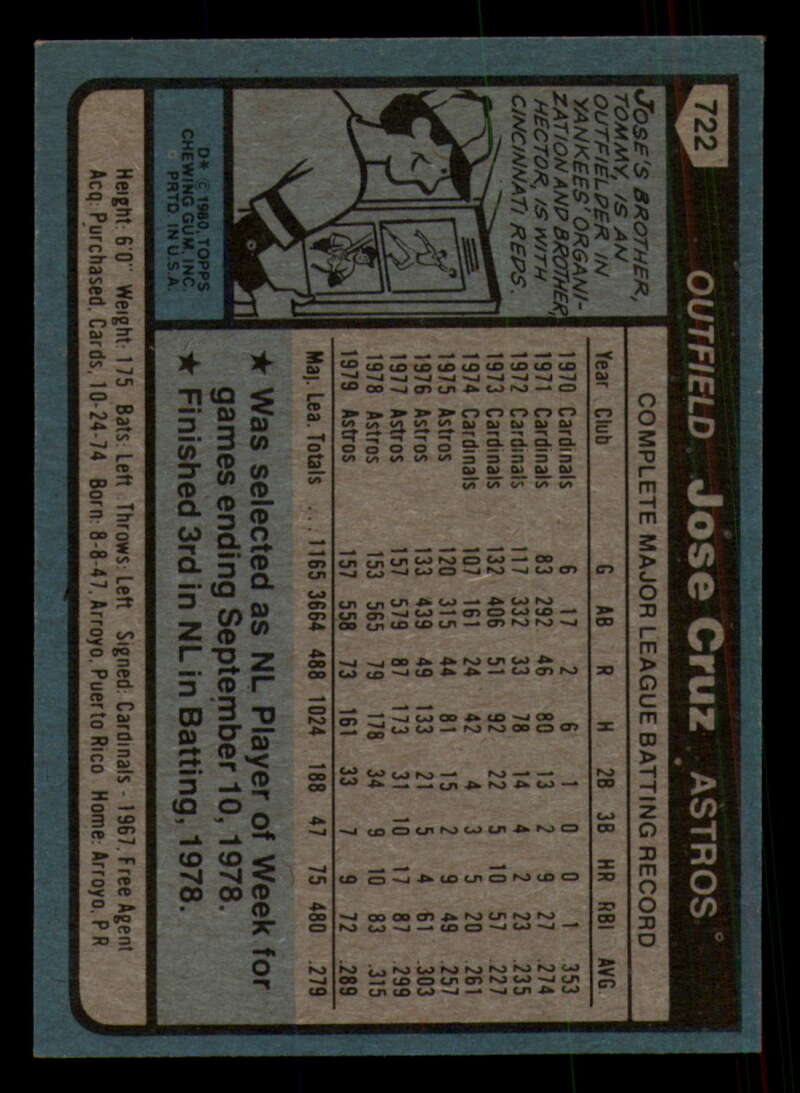 722
OUTFIELD Jose Cruz ASTROS
JOSE'S BROTHER,
TOMMY, IS AN
OUTFIELDER IN
YANKEES' ORGANI-
ZATION AND BROTHER,
HECTOR, IS WITH
CINCINNATI REDS.
D* © 1980 TOPPS
CHEWING GUM, INC.
PRTD. IN U.S.A.
COMPLETE MAJOR LEAGUE BATTING RECORD
Year Club G AB R H 2B 3B HR RBI AVG.
1970 Cardinals 6 17 2 6 1 0 0 1 .353
1971 Cardinals 83 292 46 80 13 2 9 27 .274
1972 Cardinals 117 332 33 78 14 4 2 23 .235
1973 Cardinals 132 406 51 92 22 5 10 57 .227
1974 Cardinals 107 161 24 42 4 3 5 20 .261
1975 Astros 120 315 44 81 15 2 9 49 .257
1976 Astros 133 439 49 133 21 5 4 61 .303
1977 Astros 157 579 87 173 31 10 17 87 .299
1978 Astros 153 565 79 178 34 9 10 83 .315
1979 Astros 157 558 73 161 33 7 9 72 .289
Maj. Lea. Totals ... 1165 3664 488 1024 188 47 75 480 .279
★ Was selected as NL Player of Week for
games ending September 10, 1978.
★ Finished 3rd in NL in Batting, 1978.
Height: 6'0" Weight: 175 Bats: Left Throws: Left Signed: Cardinals - 1967, Free Agent
Acq: Purchased, Cards, 10-24-74 Born: 8-8-47, Arroyo, Puerto Rico Home: Arroyo, P.R.